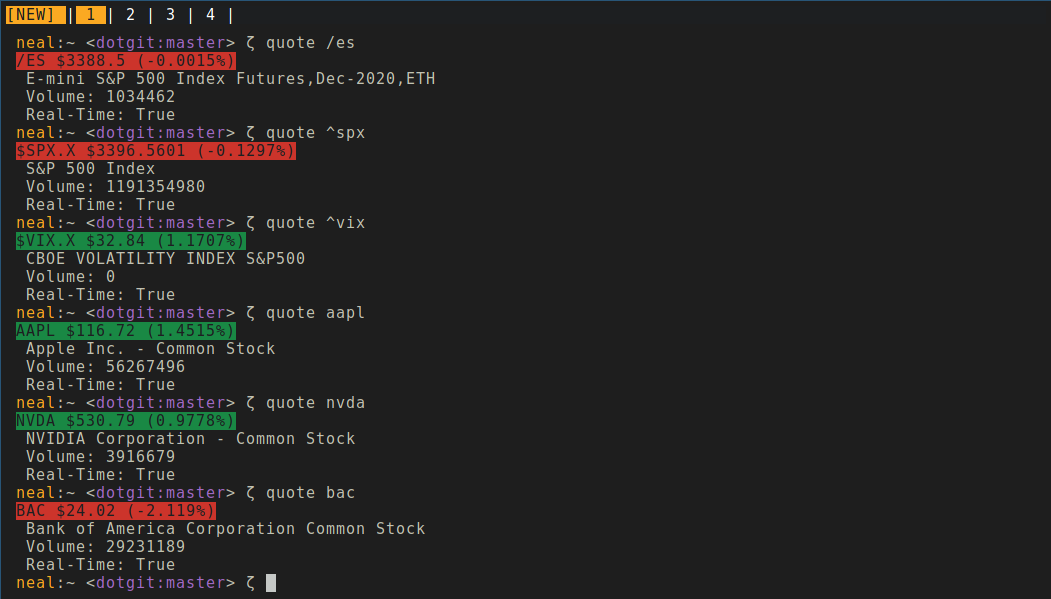 [NEW] | 1 | 2 | 3 | 4 |
neal:~ <dotgit:master> ζ quote /es
/ES $3388.5 (-0.0015%)
E-mini S&P 500 Index Futures,Dec-2020,ETH
Volume: 1034462
Real-Time: True
neal:~ <dotgit:master> ζ quote ^spx
$SPX.X $3396.5601 (-0.1297%)
S&P 500 Index
Volume: 1191354980
Real-Time: True
neal:~ <dotgit:master> ζ quote ^vix
$VIX.X $32.84 (1.1707%)
CBOE VOLATILITY INDEX S&P500
Volume: 0
Real-Time: True
neal:~ <dotgit:master> ζ quote aapl
AAPL $116.72 (1.4515%)
Apple Inc. - Common Stock
Volume: 56267496
Real-Time: True
neal:~ <dotgit:master> ζ quote nvda
NVDA $530.79 (0.9778%)
NVIDIA Corporation - Common Stock
Volume: 3916679
Real-Time: True
neal:~ <dotgit:master> ζ quote bac
BAC $24.02 (-2.119%)
Bank of America Corporation Common Stock
Volume: 29231189
Real-Time: True
neal:~ <dotgit:master> ζ